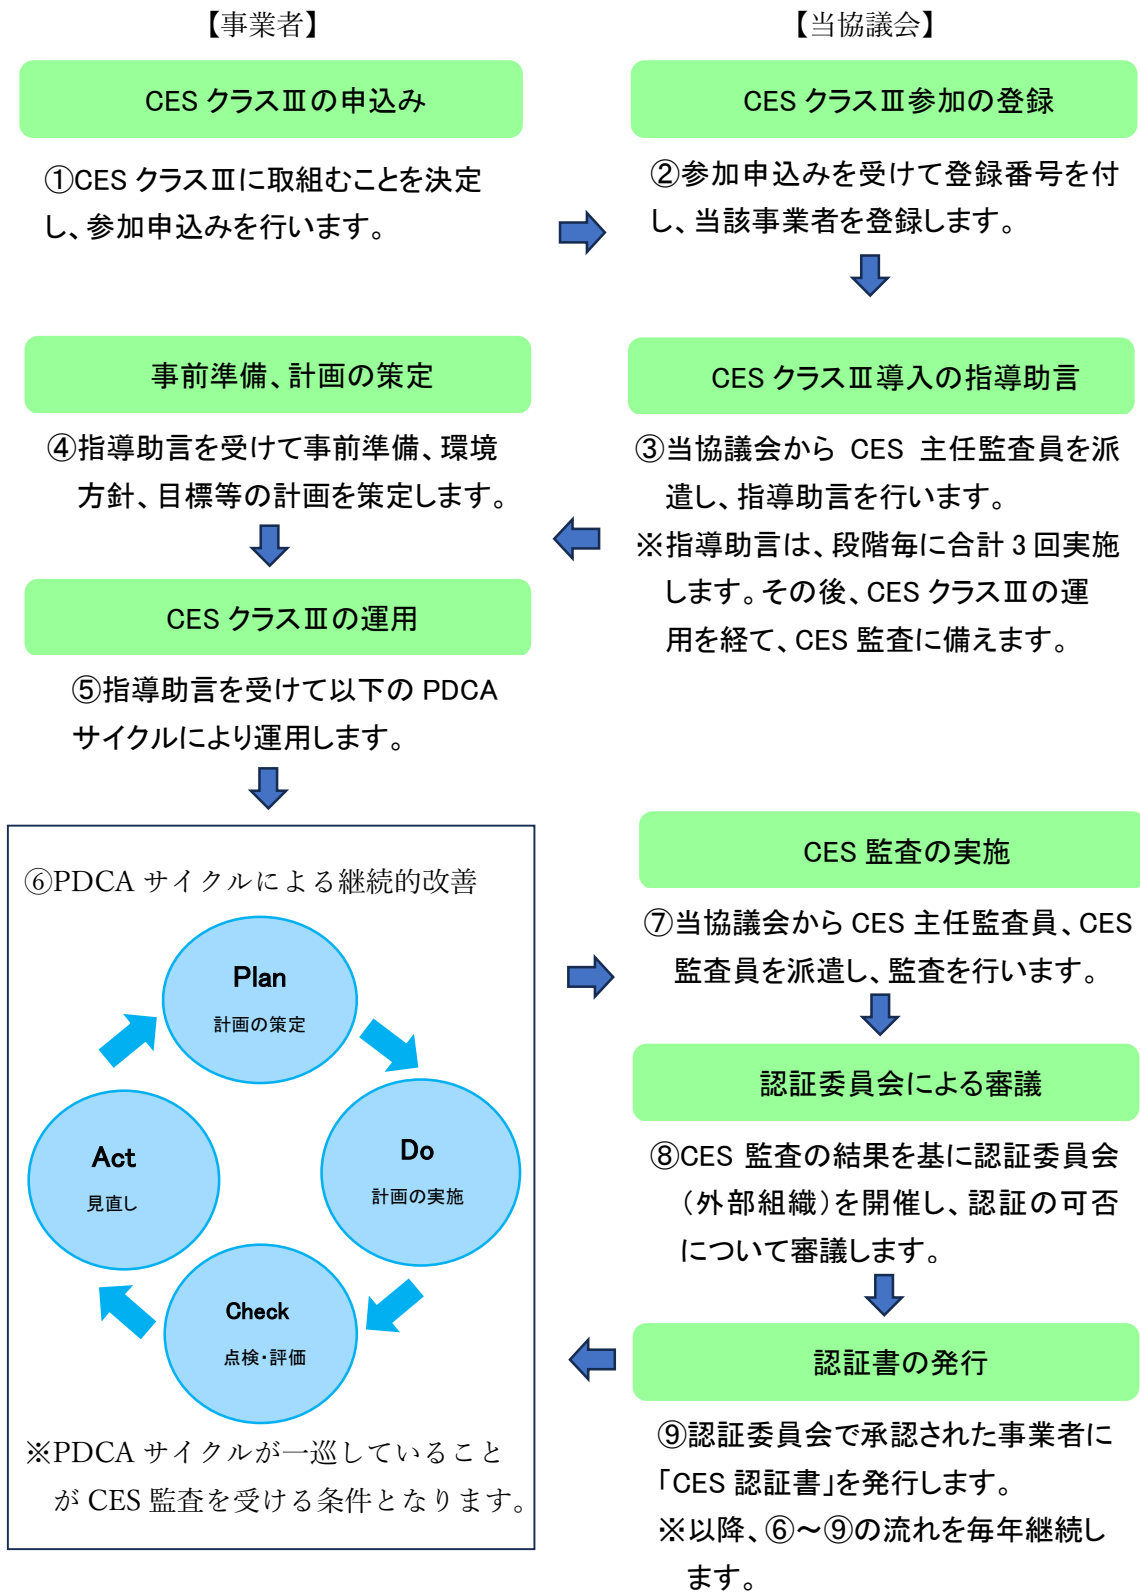 【事業者】
【当協議会】
CES クラスⅢの申込み
CES クラスⅢ参加の登録
①CES クラスⅢに取組むことを決定
し、参加申込みを行います。
②参加申込みを受けて登録番号を付
し、当該事業者を登録します。
事前準備、計画の策定
CES クラスⅢ導入の指導助言
④指導助言を受けて事前準備、環境
方針、目標等の計画を策定します。
③当協議会から CES 主任監査員を派
遣し、指導助言を行います。
※指導助言は、段階毎に合計 3 回実施
します。その後、CES クラスⅢの運
用を経て、CES 監査に備えます。
CES クラスⅢの運用
⑤指導助言を受けて以下の PDCA
サイクルにより運用します。
⑥PDCA サイクルによる継続的改善
Plan
計画の策定
Do
計画の実施
Check
点検・評価
Act
見直し
※PDCA サイクルが一巡していること
が CES 監査を受ける条件となります。
CES 監査の実施
⑦当協議会から CES 主任監査員、CES
監査員を派遣し、監査を行います。
認証委員会による審議
⑧CES 監査の結果を基に認証委員会
（外部組織）を開催し、認証の可否
について審議します。
認証書の発行
⑨認証委員会で承認された事業者に
「CES 認証書」を発行します。
※以降、⑥～⑨の流れを毎年継続し
ます。